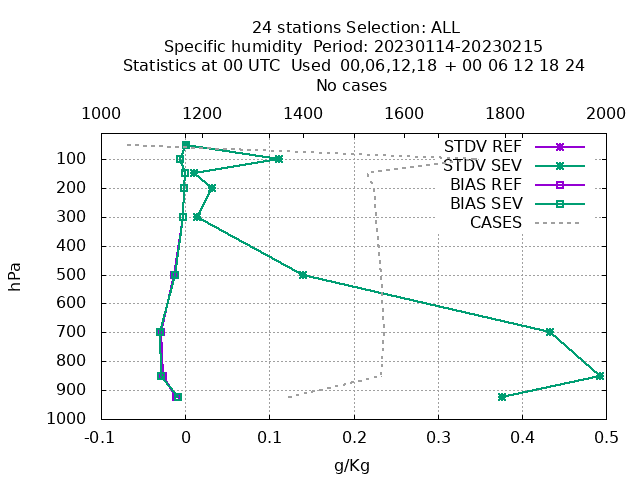 24 stations Selection: ALL
Specific humidity  Period: 20230114-20230215
Statistics at 00 UTC  Used  00,06,12,18  + 00 06 12 18 24
No cases
1000 1200 1400 1600 1800 2000
STDV REF
STDV SEV
BIAS REF
BIAS SEV
CASES
100
200
300
400
500
600
700
800
900
1000
hPa
-0.1 0 0.1 0.2 0.3 0.4 0.5
g/Kg